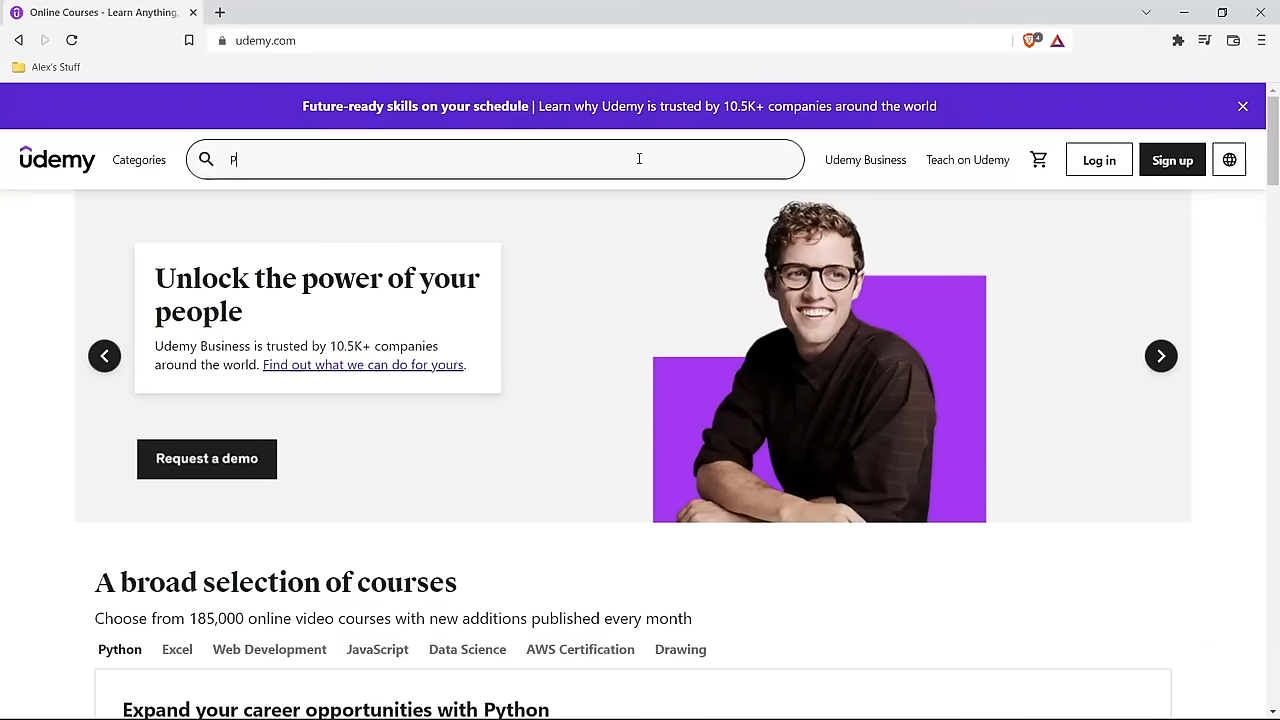 Online Courses - Learn Anything,
udemy.com
Alex's Stuff
Future-ready skills on your schedule | Learn why Udemy is trusted by 10.5K+ companies around the world
udemy
Categories
p
Udemy Business
Teach on Udemy
Log in
Sign up
Unlock the power of your
people
Udemy Business is trusted by 10.5K+ companies
around the world. Find out what we can do for yours.
Request a demo
A broad selection of courses
Choose from 185,000 online video courses with new additions published every month
Python
Excel
Web Development
JavaScript
Data Science
AWS Certification
Drawing
Expand your career opportunities with Python